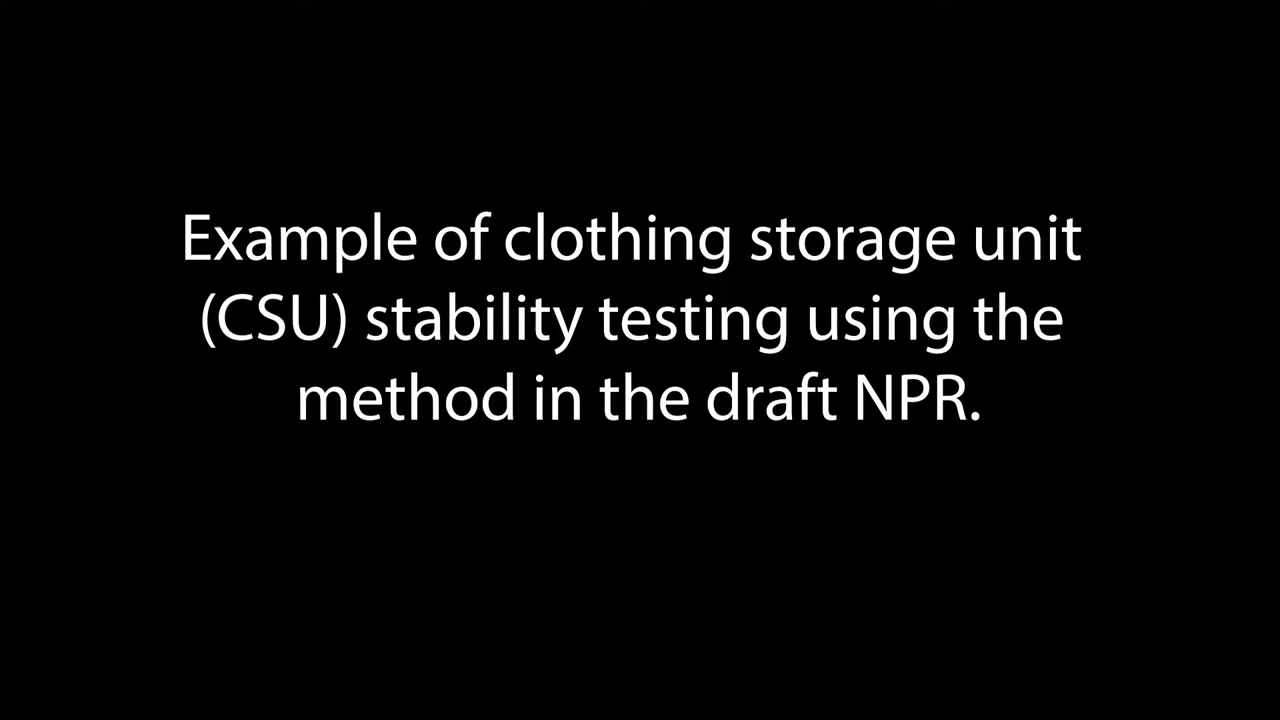 Example of clothing storage unit
(CSU) stability testing using the
method in the draft NPR.